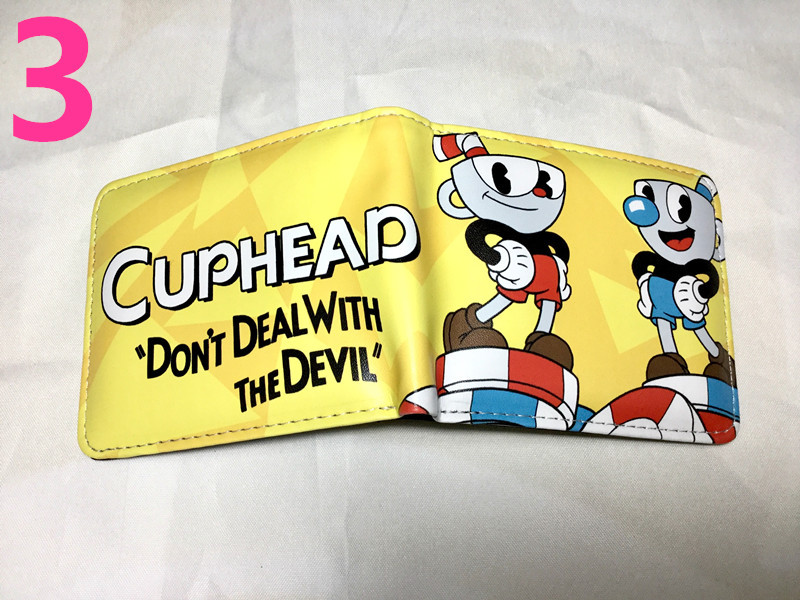 3
CUPHEAD
"DON'T DEAL WITH
THE DEVIL"